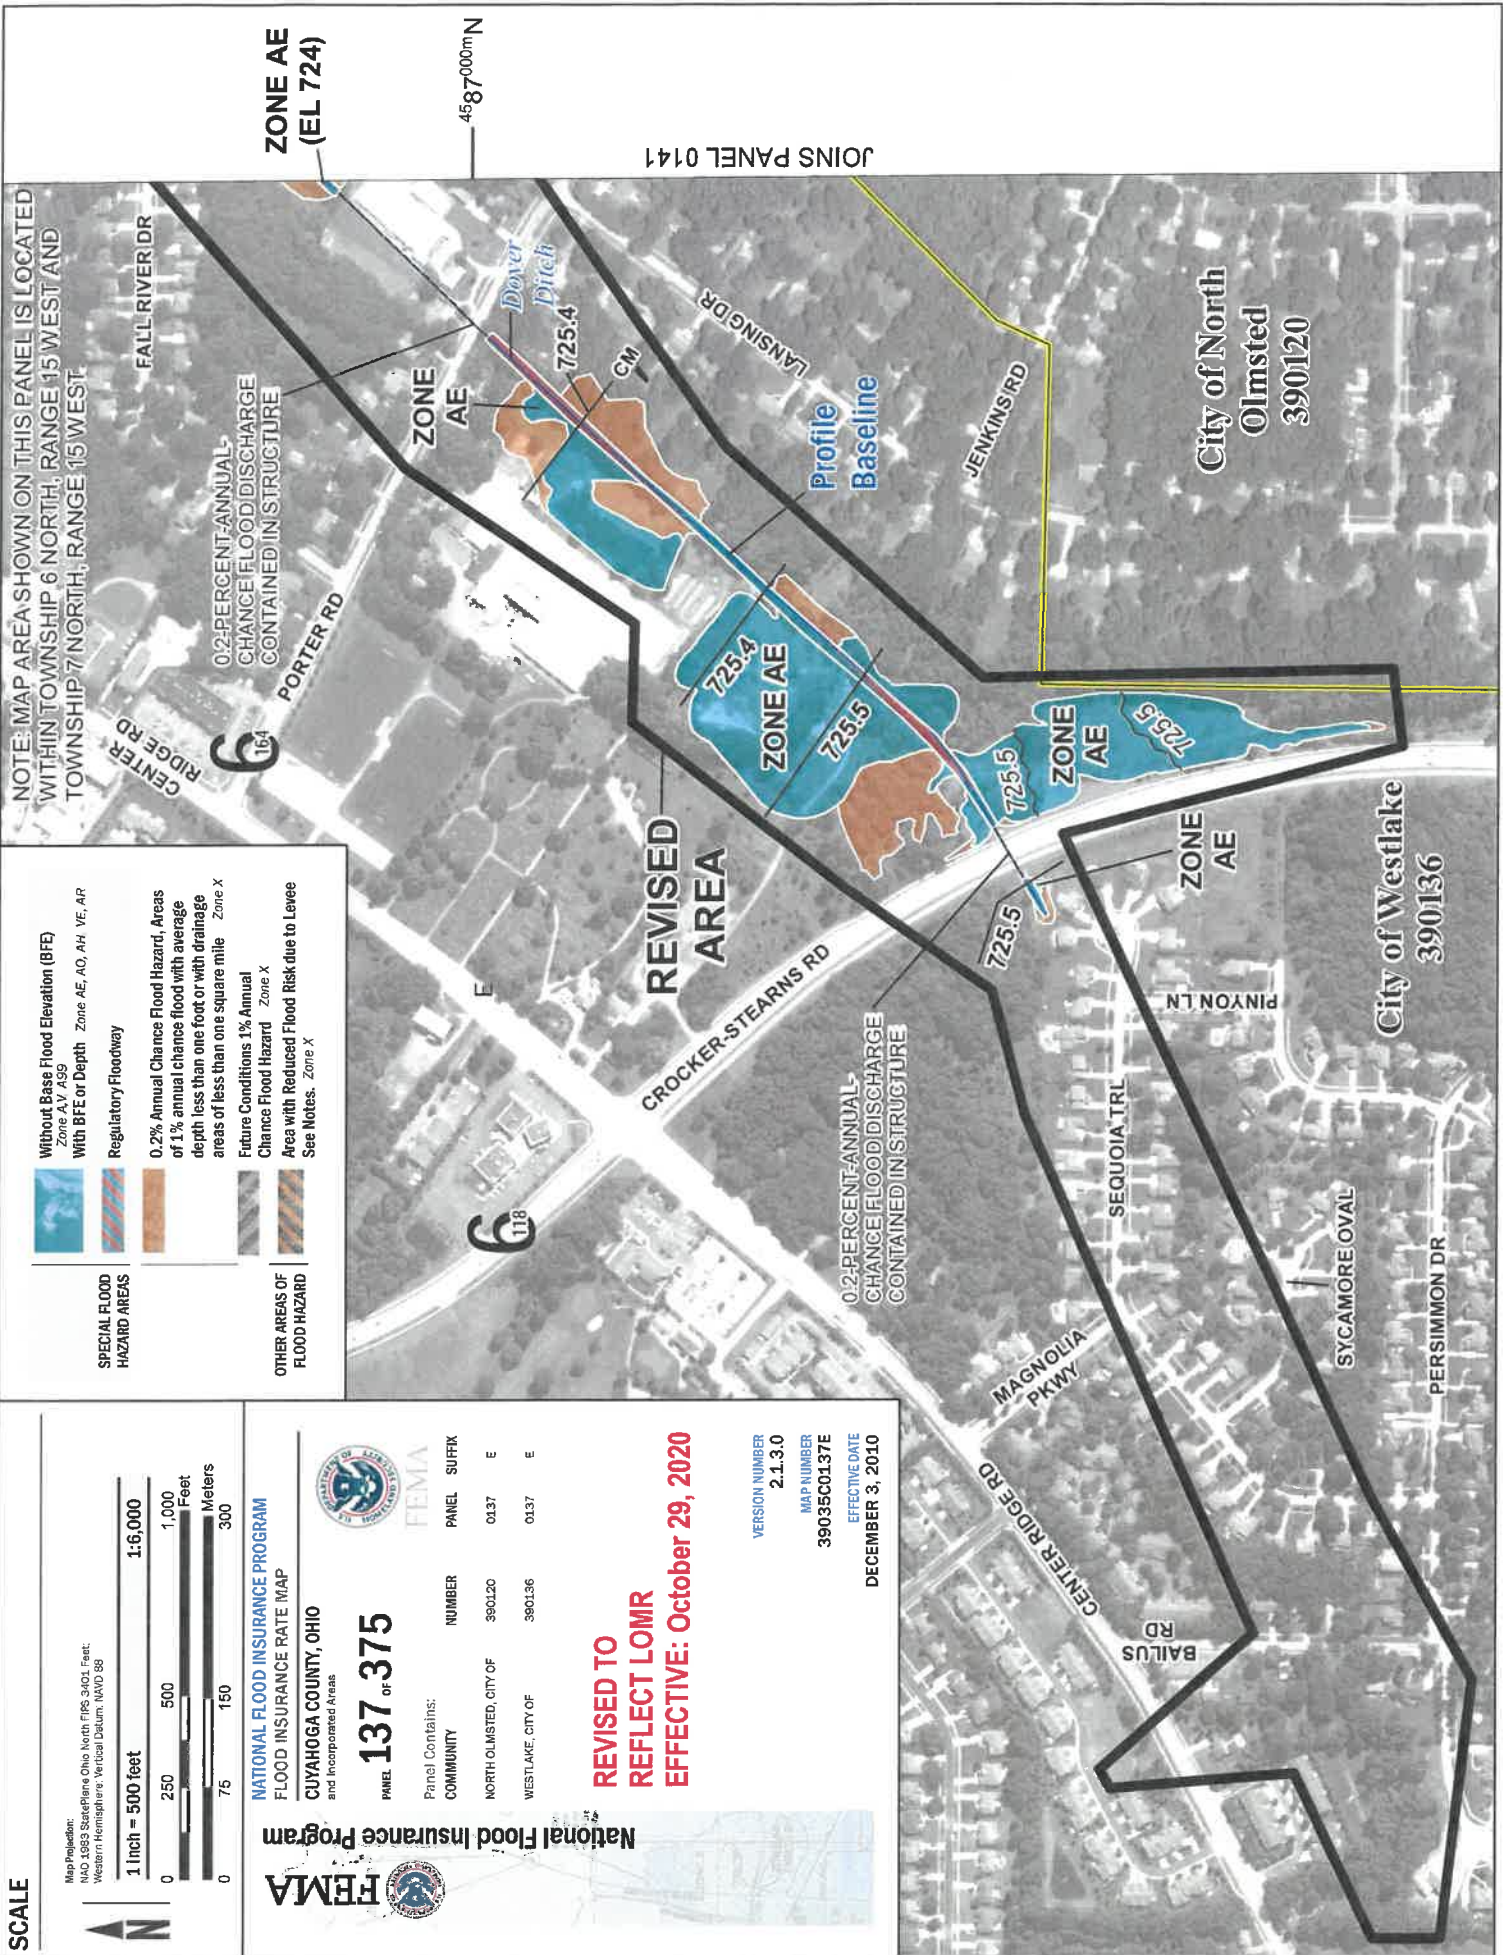 SCALE
Map Projection:
NAD 1983 StatePlane Ohio North FIPS 3401 Feet;
Western Hemisphere; Vertical Datum: NAVD 88
1 inch = 500 feet 1:6,000
0 250 500 1,000
Feet
Meters
0 75 150 300
N
SPECIAL FLOOD
HAZARD AREAS
Without Base Flood Elevation (BFE)
Zone A,V, A99
With BFE or Depth Zone AE, AO, AH, VE, AR
Regulatory Floodway
0.2% Annual Chance Flood Hazard, Areas
of 1% annual chance flood with average
depth less than one foot or with drainage
areas of less than one square mile Zone X
Future Conditions 1% Annual
Chance Flood Hazard Zone X
OTHER AREAS OF
FLOOD HAZARD
Area with Reduced Flood Risk due to Levee
See Notes. Zone X
NATIONAL FLOOD INSURANCE PROGRAM
FLOOD INSURANCE RATE MAP
CUYAHOGA COUNTY, OHIO
and Incorporated Areas
PANEL 137 OF 375
FEMA
Panel Contains:
COMMUNITY NUMBER PANEL SUFFIX
NORTH OLMSTED, CITY OF 390120 0137 E
WESTLAKE, CITY OF 390136 0137 E
REVISED TO
REFLECT LOMR
EFFECTIVE: October 29, 2020
VERSION NUMBER
2.1.3.0
MAP NUMBER
39035C0137E
EFFECTIVE DATE
DECEMBER 3, 2010
FEMA
National Flood Insurance Program
NOTE: MAP AREA SHOWN ON THIS PANEL IS LOCATED
WITHIN TOWNSHIP 6 NORTH, RANGE 15 WEST AND
TOWNSHIP 7 NORTH, RANGE 15 WEST.
FALL RIVER DR
CENTER
RIDGE RD
6
164
PORTER RD
0.2-PERCENT-ANNUAL-
CHANCE FLOOD DISCHARGE
CONTAINED IN STRUCTURE
ZONE AE
(EL 724)
4587000mN
JOINS PANEL 0141
ZONE
AE
Dover
Ditch
725.4
CM
LANSING DR
Profile
Baseline
JENKINS RD
City of North
Olmsted
390120
725.4
ZONE AE
725.5
REVISED
AREA
725.5
ZONE
AE
725.5
ZONE
AE
725.5
E
CROCKER-STEARNS RD
6
118
0.2-PERCENT-ANNUAL-
CHANCE FLOOD DISCHARGE
CONTAINED IN STRUCTURE
City of Westlake
390136
PINYON LN
SEQUOIA TRL
SYCAMORE OVAL
PERSIMMON DR
MAGNOLIA
PKWY
CENTER RIDGE RD
BAILUS
RD